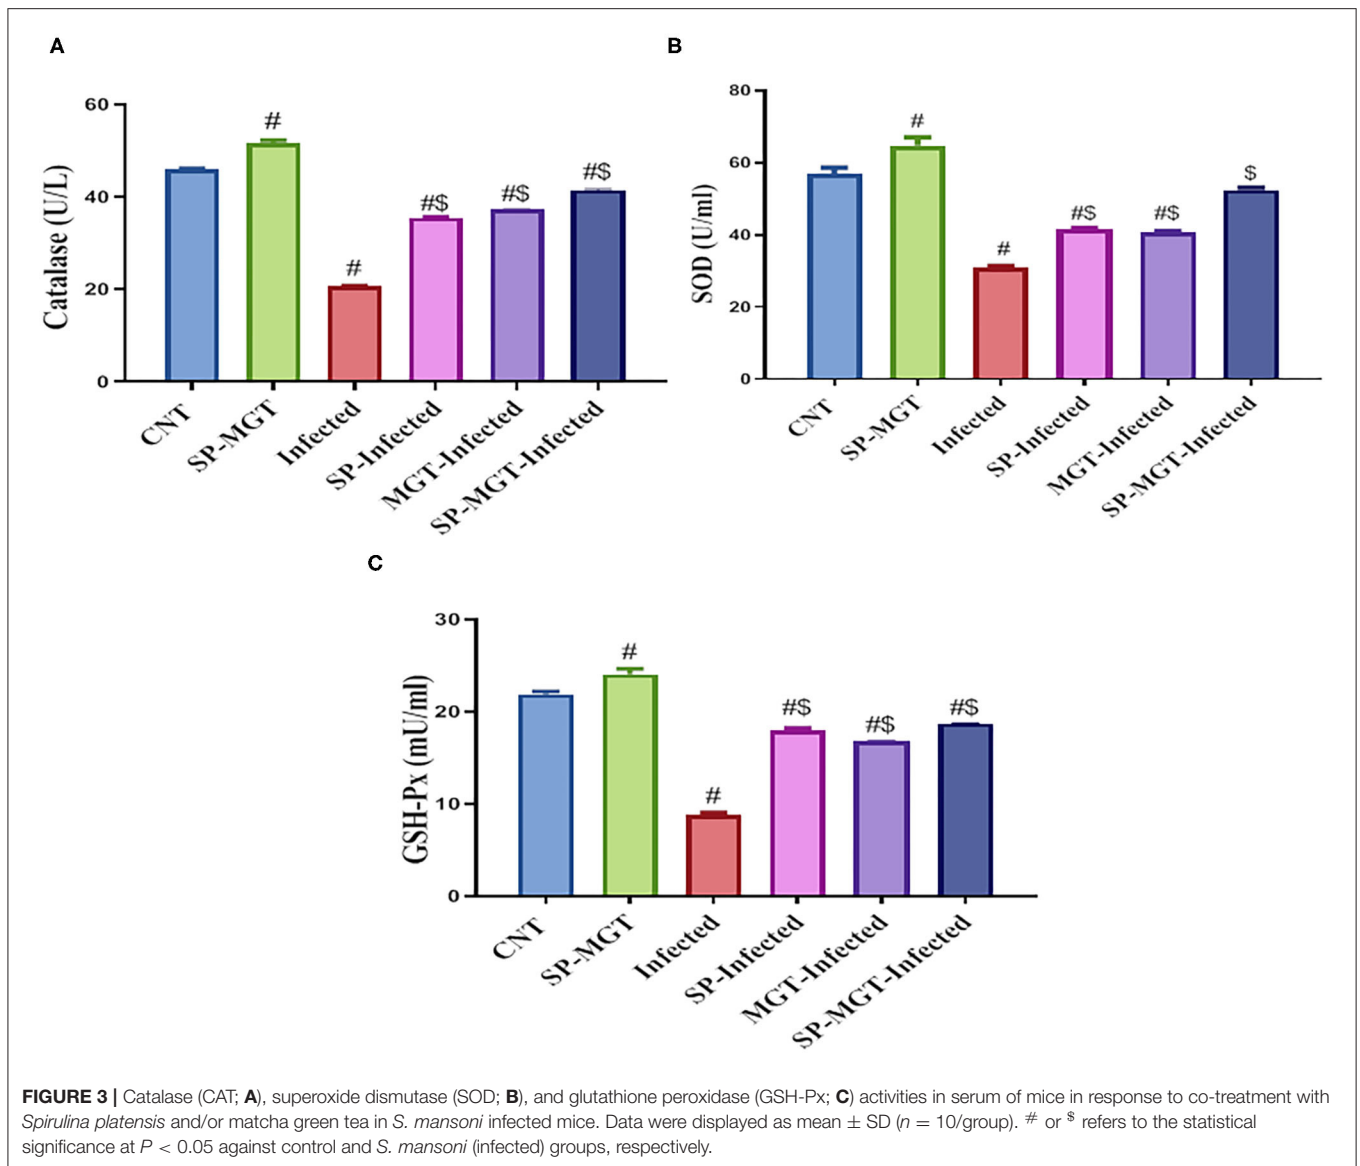 A
Catalase (U/L)
60
40
20
0
#
#
#$
#$
#$
CNT
SP-MGT
Infected
SP-Infected
MGT-Infected
SP-MGT-Infected
B
SOD (U/ml)
80
60
40
20
0
#
#
#$
#$
$
CNT
SP-MGT
Infected
SP-Infected
MGT-Infected
SP-MGT-Infected
C
GSH-Px (mU/ml)
30
20
10
0
#
#
#$
#$
#$
CNT
SP-MGT
Infected
SP-Infected
MGT-Infected
SP-MGT-Infected
FIGURE 3 | Catalase (CAT; A), superoxide dismutase (SOD; B), and glutathione peroxidase (GSH-Px; C) activities in serum of mice in response to co-treatment with
Spirulina platensis and/or matcha green tea in S. mansoni infected mice. Data were displayed as mean ± SD (n = 10/group). # or $ refers to the statistical
significance at P < 0.05 against control and S. mansoni (infected) groups, respectively.